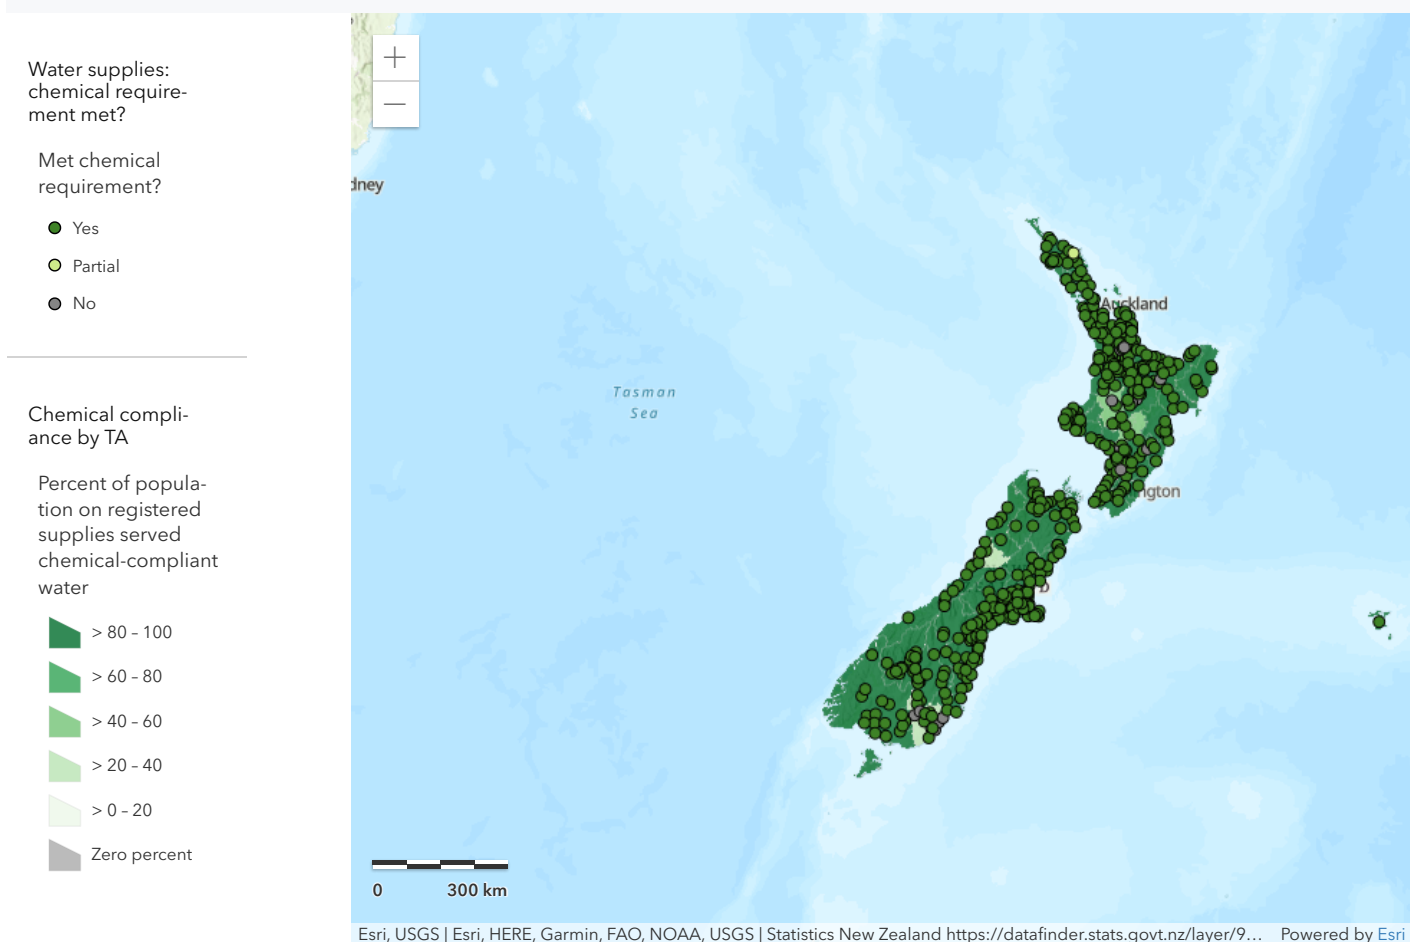 Water supplies:
chemical require-
ment met?
Met chemical
requirement?
Yes
Partial
No
Chemical compli-
ance by TA
Percent of popula-
tion on registered
supplies served
chemical-compliant
water
> 80 – 100
> 60 – 80
> 40 – 60
> 20 – 40
> 0 – 20
Zero percent
+
−
dney
Auckland
Tasman
Sea
ngton
D
0 300 km
Esri, USGS | Esri, HERE, Garmin, FAO, NOAA, USGS | Statistics New Zealand https://datafinder.stats.govt.nz/layer/9... Powered by Esri